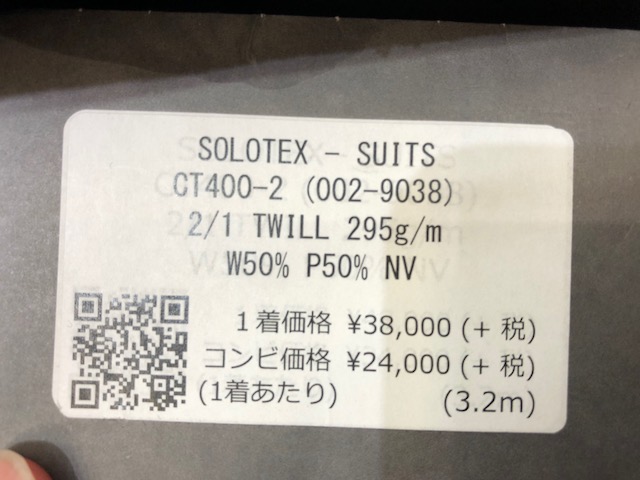 SOLOTEX - SUITS
CT400-2 (002-9038)
2/1 TWILL 295g/m
W50% P50% NV
1着価格 ¥38,000 (+ 税)
コンビ価格 ¥24,000 (+ 税)
(1着あたり) (3.2m)